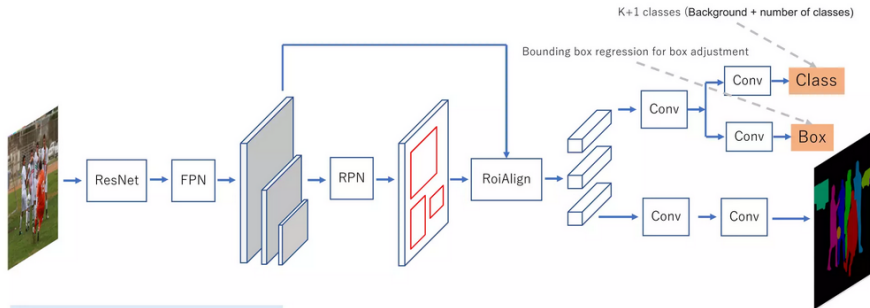 K+1 classes (Background + number of classes)
Bounding box regression for box adjustment
Conv
Class
Conv
Conv
Box
ResNet
FPN
RPN
RoiAlign
Conv
Conv